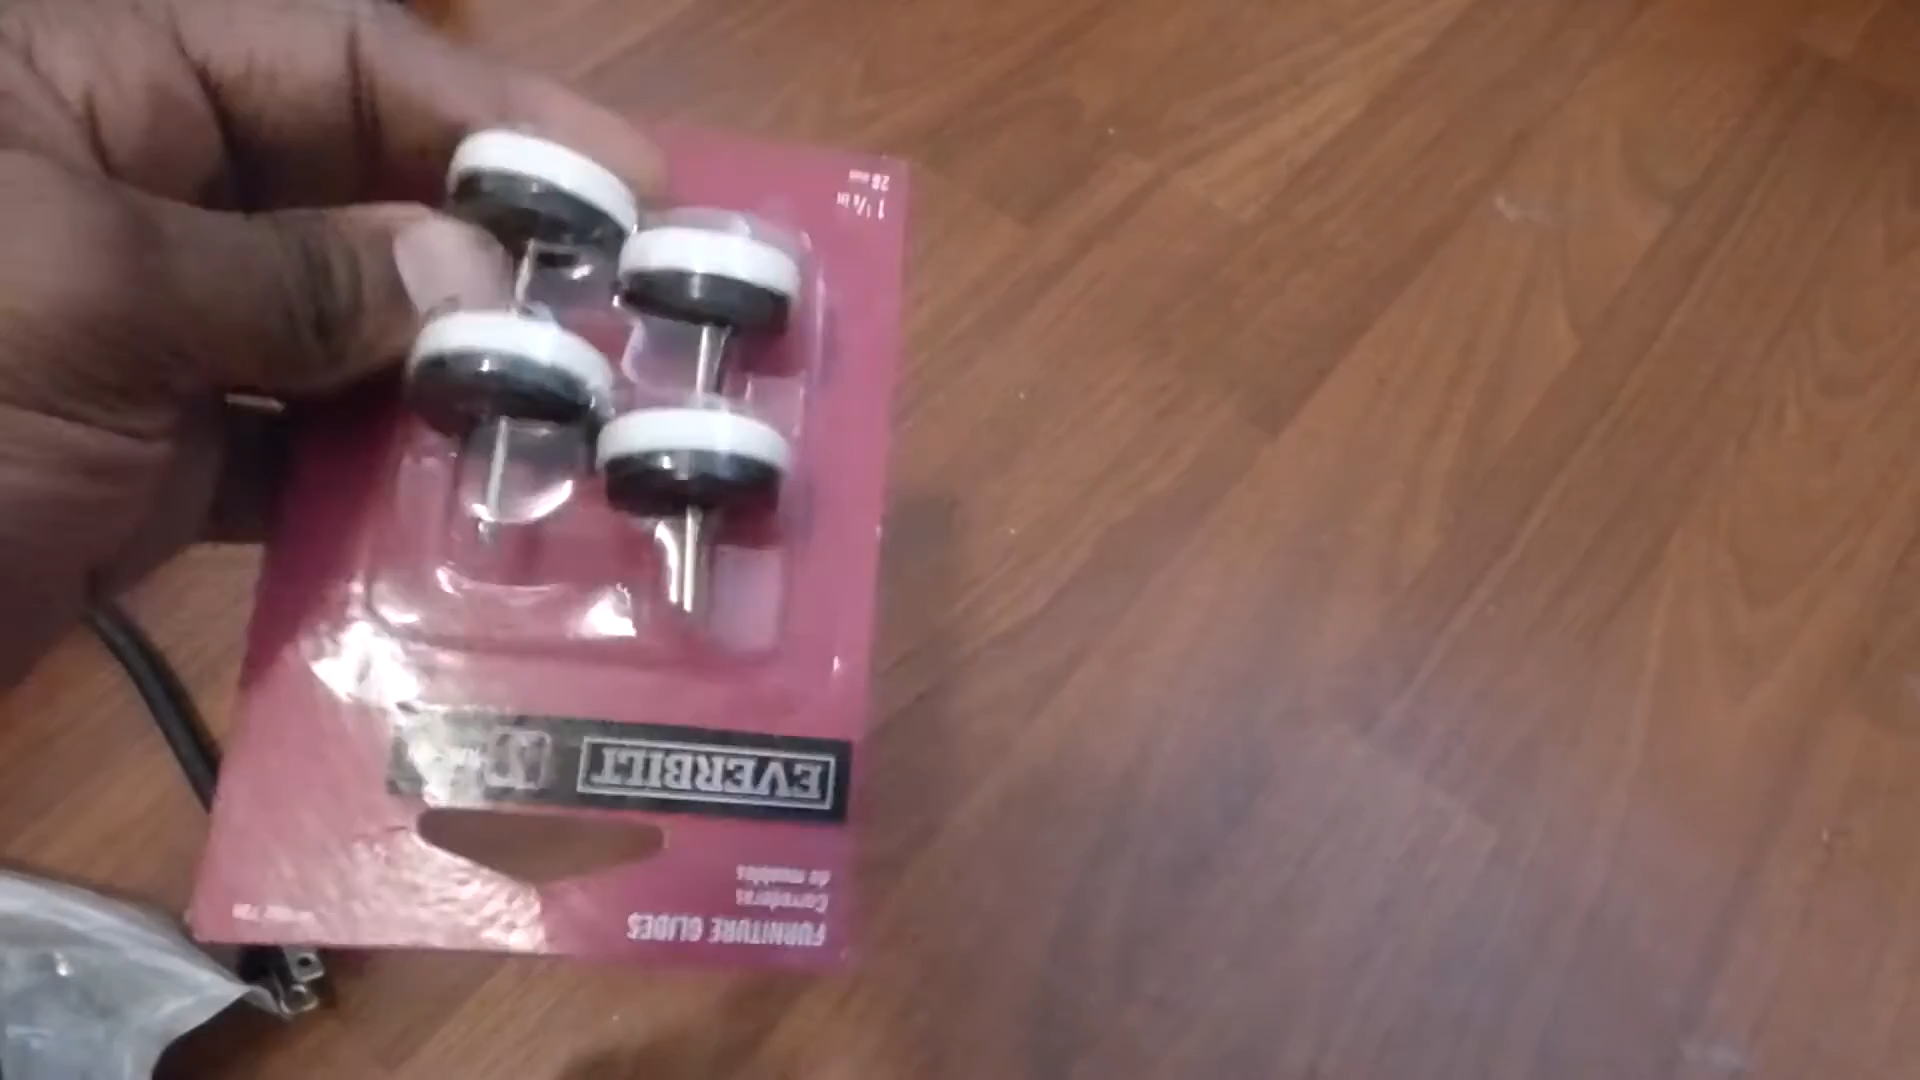 FURNITURE GLIDES
Correderas
de muebles
EVERBILT
1 1/8 in
28 mm